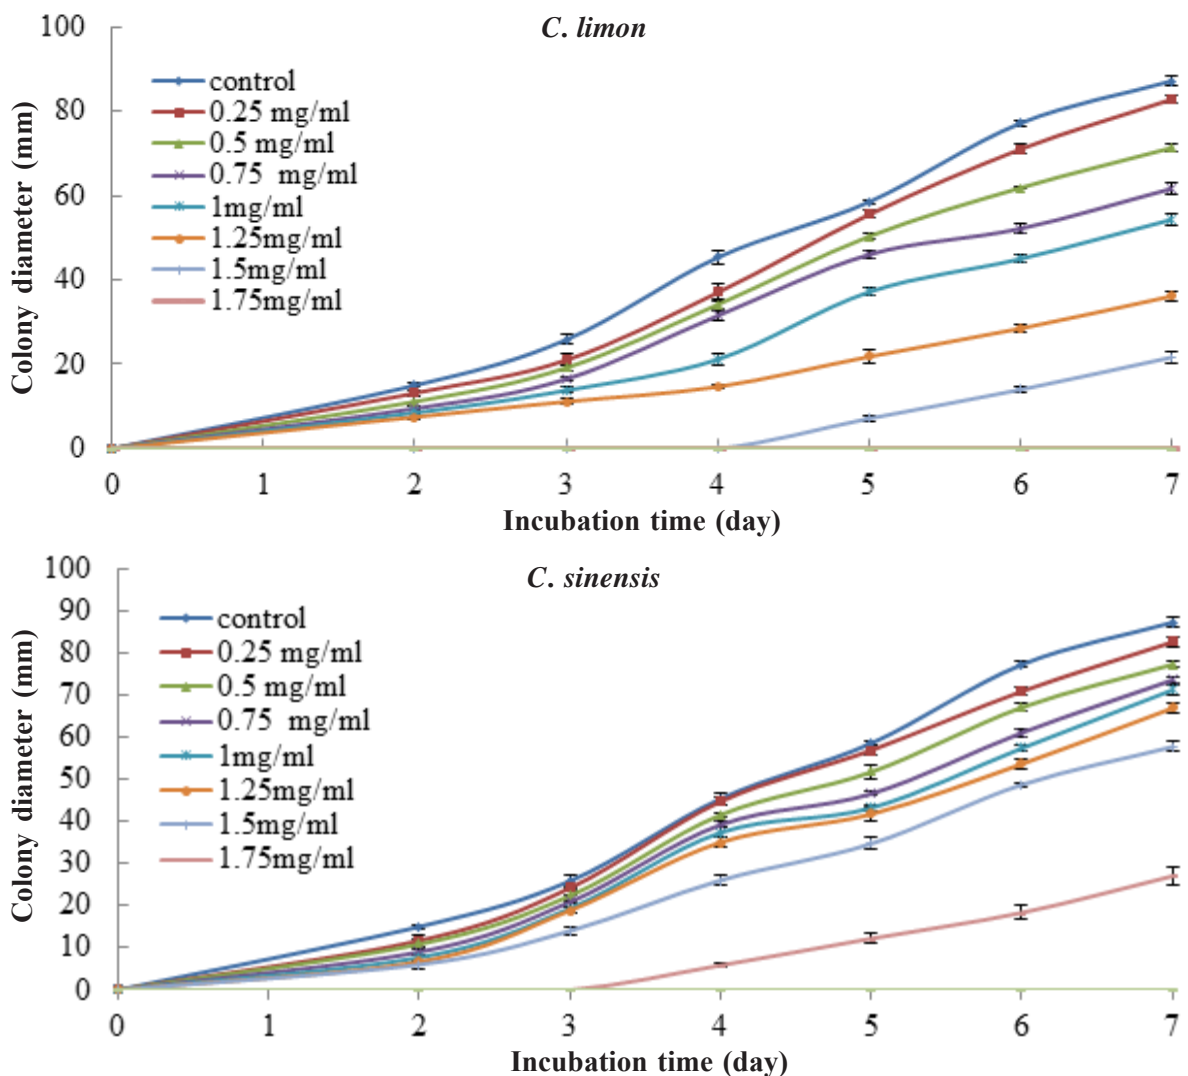 C. limon
100
80
60
40
20
0
Colony diameter (mm)
control
0.25 mg/ml
0.5 mg/ml
0.75 mg/ml
1mg/ml
1.25mg/ml
1.5mg/ml
1.75mg/ml
0 1 2 3 4 5 6 7
Incubation time (day)
C. sinensis
100
90
80
70
60
50
40
30
20
10
0
Colony diameter (mm)
control
0.25 mg/ml
0.5 mg/ml
0.75 mg/ml
1mg/ml
1.25mg/ml
1.5mg/ml
1.75mg/ml
0 1 2 3 4 5 6 7
Incubation time (day)